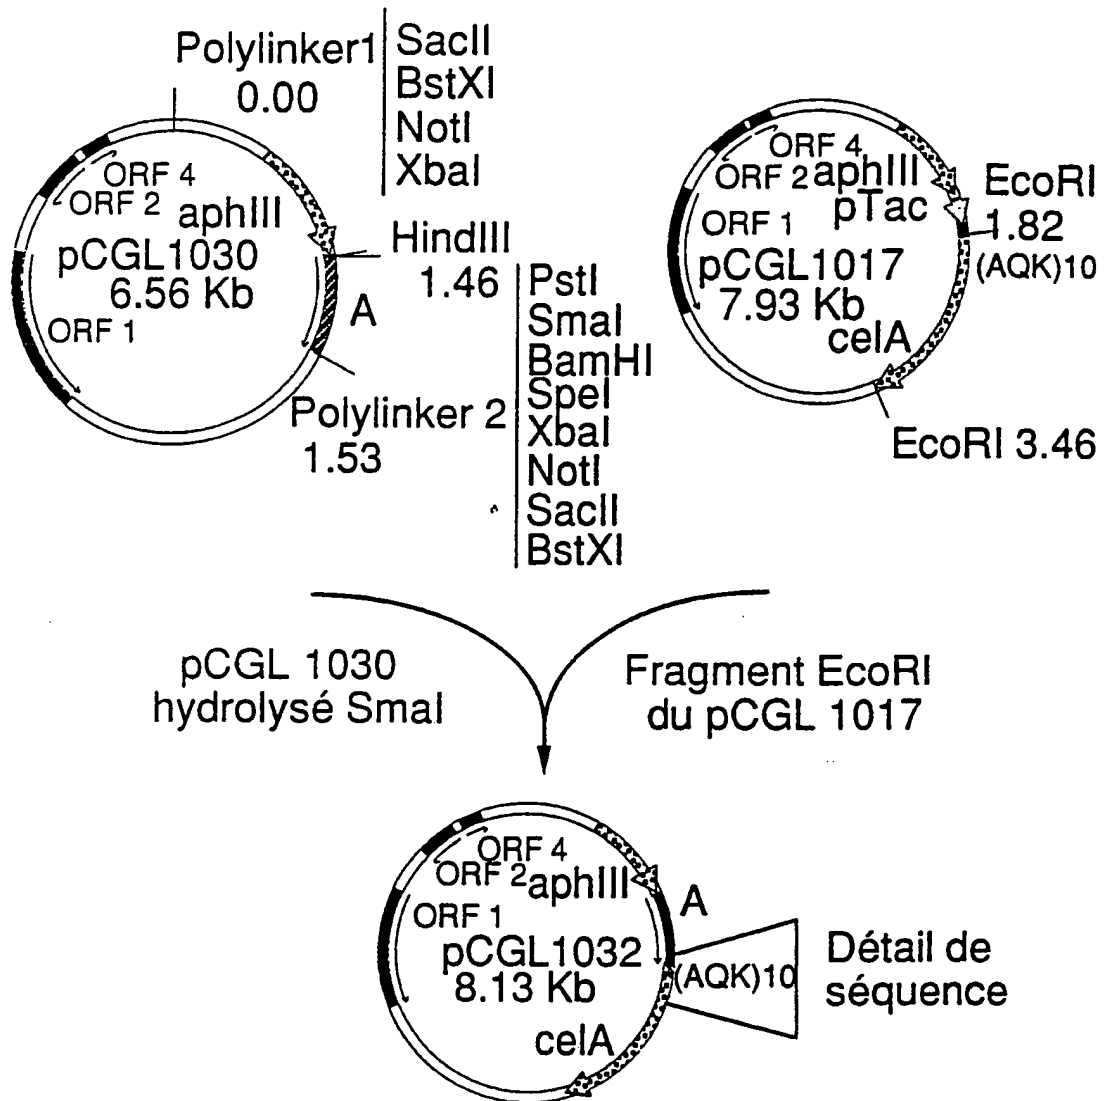 Polylinker1
0.00
SacII
BstXI
NotI
XbaI
ORF 4
ORF 2
aphIII
pCGL1030
6.56 Kb
ORF 1
HindIII
1.46
A
Polylinker 2
1.53
PstI
SmaI
BamHI
SpeI
XbaI
NotI
SacII
BstXI
ORF 4
ORF 2 aphIII
pTac
EcoRI
1.82
(AQK)10
ORF 1
pCGL1017
7.93 Kb
celA
EcoRI 3.46
pCGL 1030
hydrolysé SmaI
Fragment EcoRI
du pCGL 1017
ORF 4
ORF 2 aphIII
A
ORF 1
pCGL1032
8.13 Kb
(AQK)10
celA
Détail de
séquence